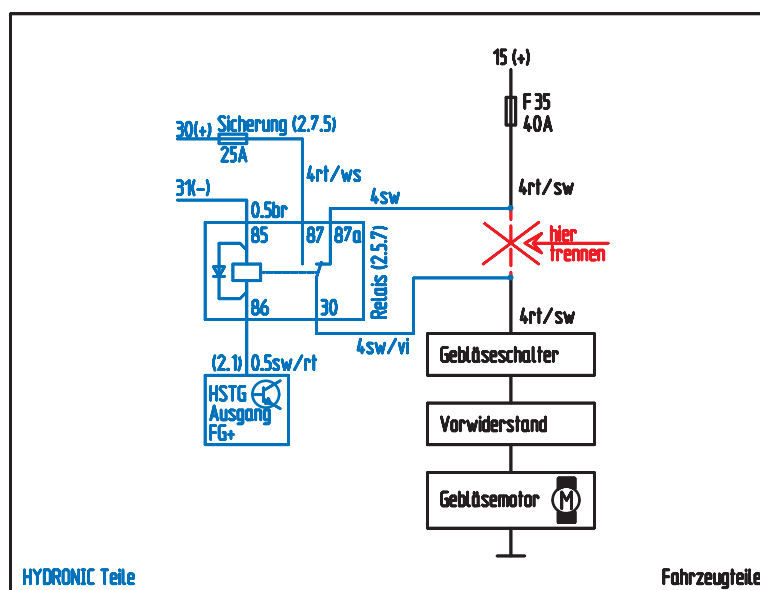 15 (+)
F 35
40A
30(+)
Sicherung (2.7.5)
25A
4rt/ws
31(-)
4sw
4rt/sw
0.5br
85
87
87a
hier
trennen
Relais (2.5.7)
86
30
4rt/sw
4sw/vi
Gebläseschalter
(2.1)
0.5sw/rt
HSTG
Ausgang
FG+
Vorwiderstand
Gebläsemotor
M
HYDRONIC Teile
Fahrzeugteile